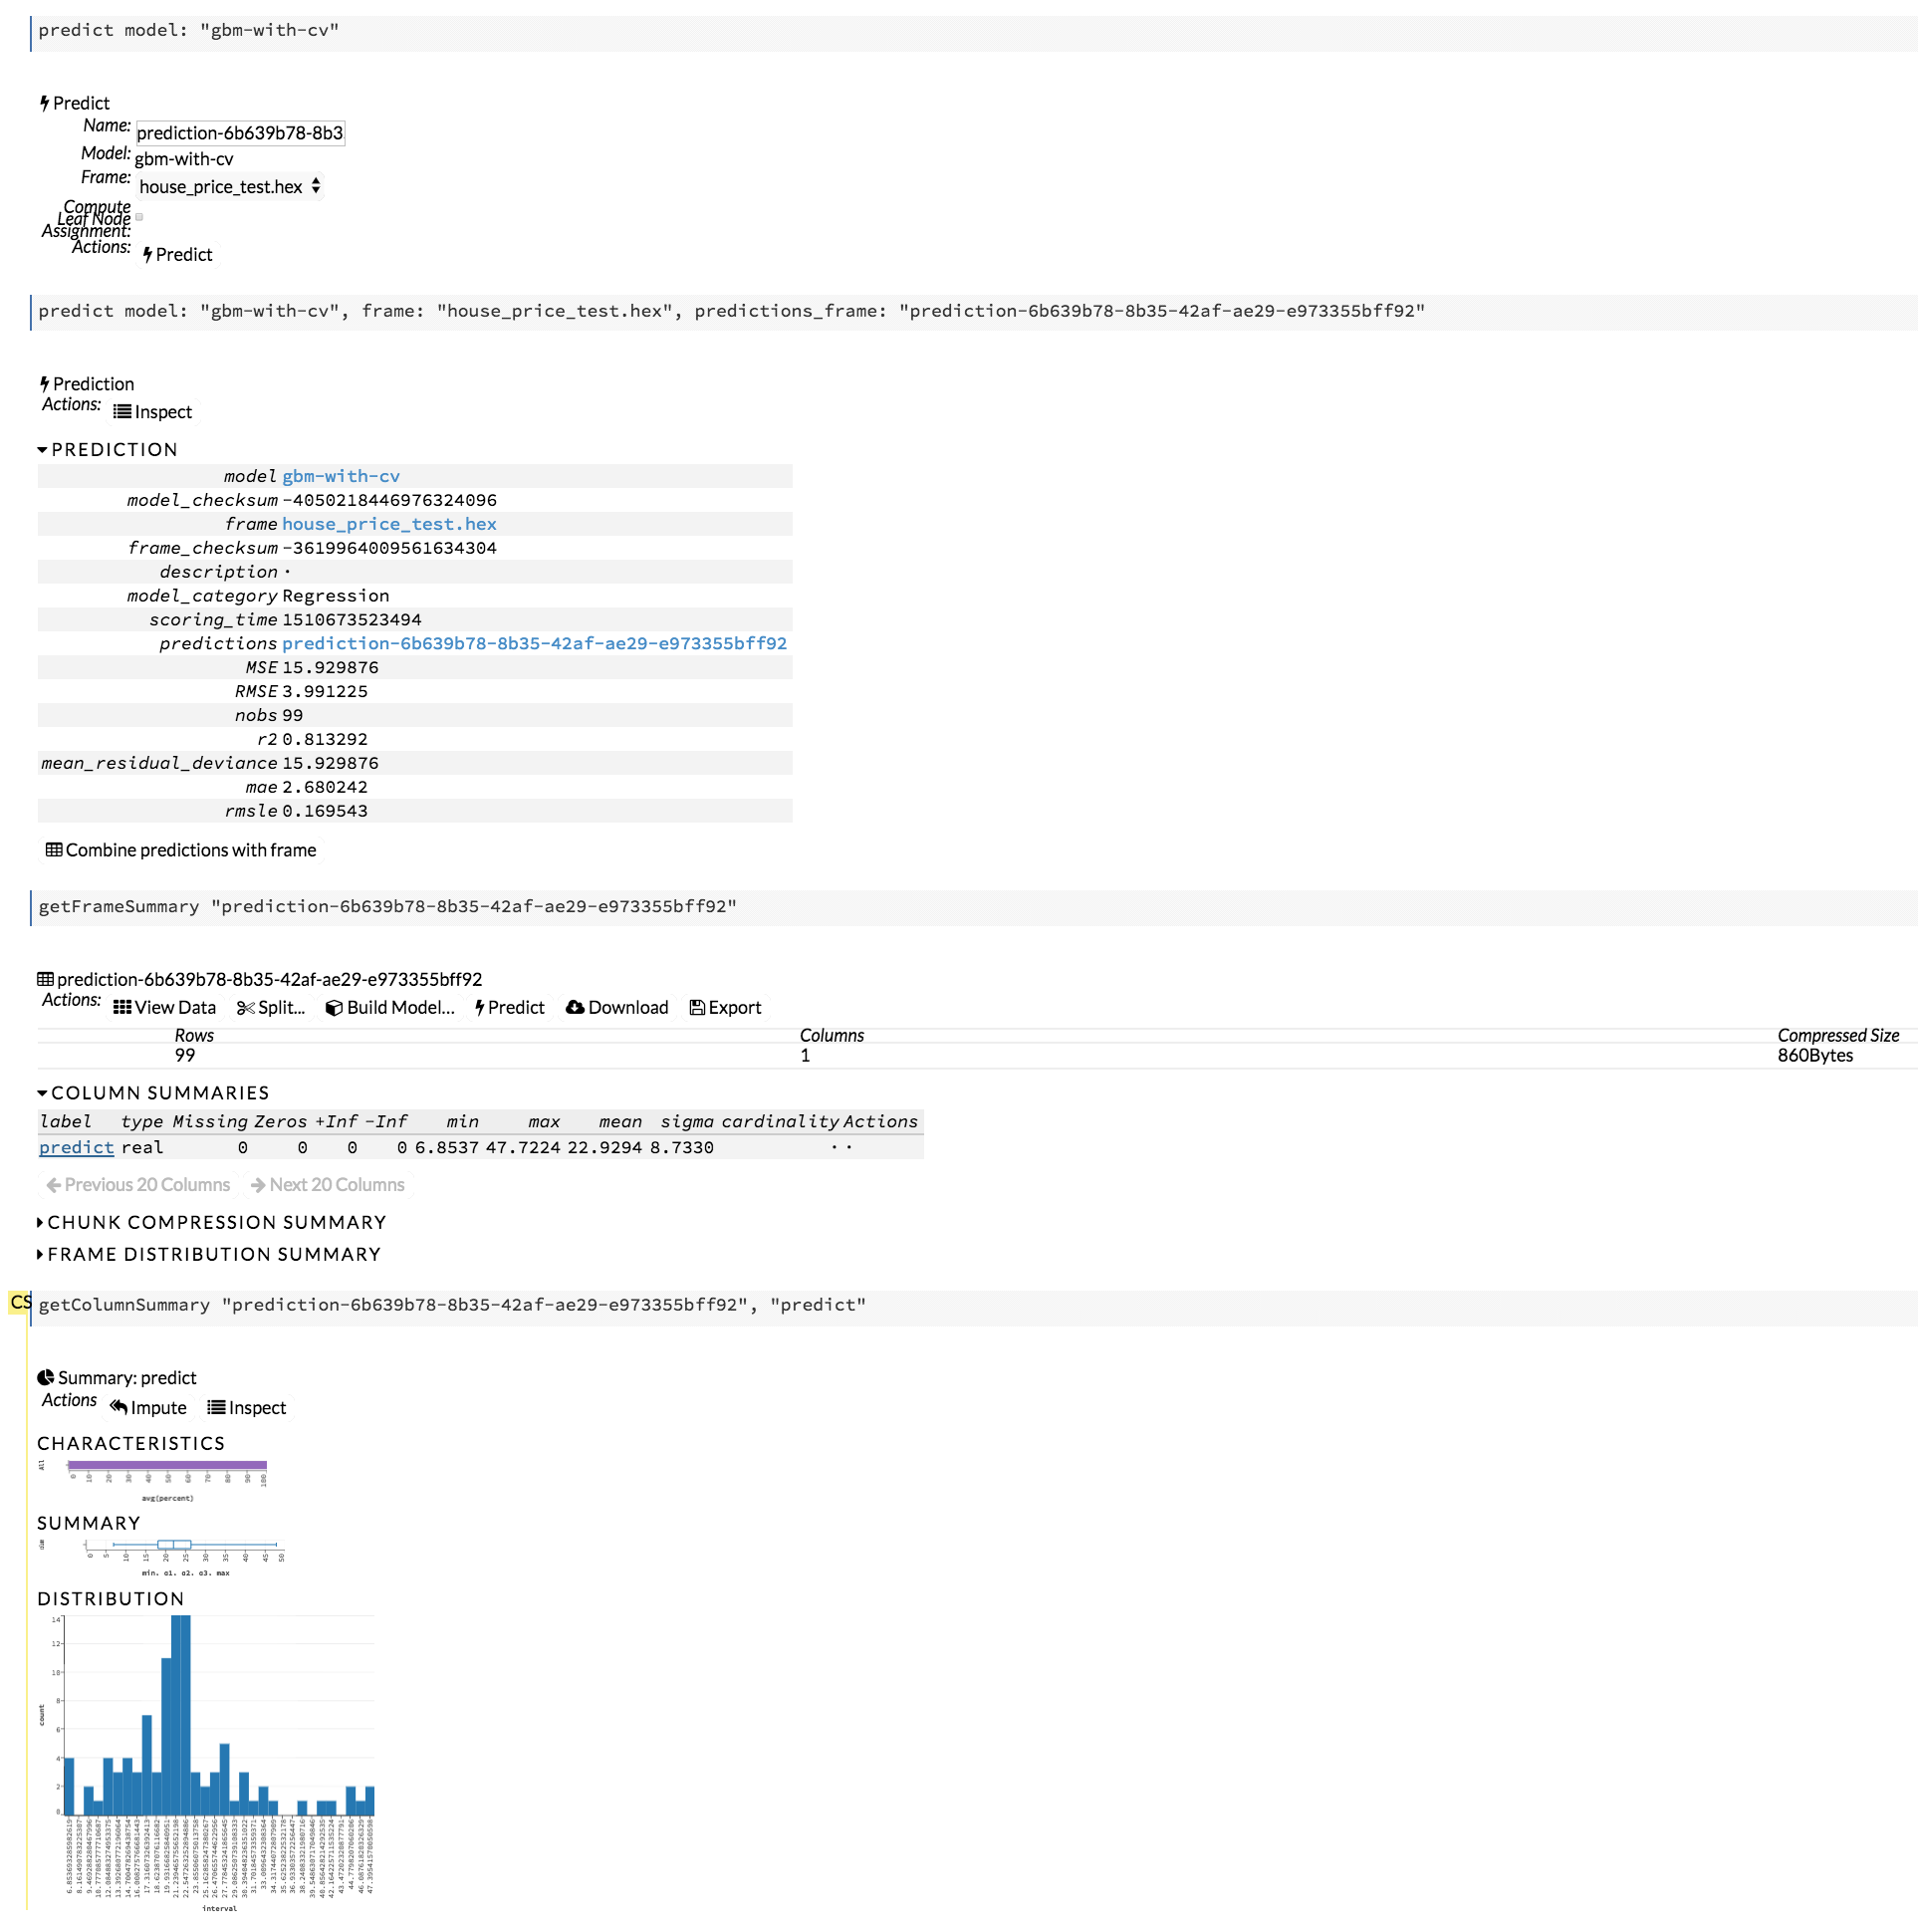 predict model: "gbm-with-cv"
Predict
Name: prediction-6b639b78-8b3
Model: gbm-with-cv
Frame: house_price_test.hex
Compute
Leaf Node
Assignment:
Actions: Predict
predict model: "gbm-with-cv", frame: "house_price_test.hex", predictions_frame: "prediction-6b639b78-8b35-42af-ae29-e973355bff92"
Prediction
Actions: Inspect
PREDICTION
model gbm-with-cv
model_checksum -4050218446976324096
frame house_price_test.hex
frame_checksum -3619964009561634304
description ·
model_category Regression
scoring_time 1510673523494
predictions prediction-6b639b78-8b35-42af-ae29-e973355bff92
MSE 15.929876
RMSE 3.991225
nobs 99
r2 0.813292
mean_residual_deviance 15.929876
mae 2.680242
rmsle 0.169543
Combine predictions with frame
getFrameSummary "prediction-6b639b78-8b35-42af-ae29-e973355bff92"
prediction-6b639b78-8b35-42af-ae29-e973355bff92
Actions: View Data Split... Build Model... Predict Download Export
Rows Columns Compressed Size
99 1 860Bytes
COLUMN SUMMARIES
label type Missing Zeros +Inf -Inf min max mean sigma cardinality Actions
predict real 0 0 0 0 6.8537 47.7224 22.9294 8.7330 · ·
Previous 20 Columns Next 20 Columns
CHUNK COMPRESSION SUMMARY
FRAME DISTRIBUTION SUMMARY
CS getColumnSummary "prediction-6b639b78-8b35-42af-ae29-e973355bff92", "predict"
Summary: predict
Actions Impute Inspect
CHARACTERISTICS
All
0 10 20 30 40 50 60 70 80 90 100
avg(percent)
SUMMARY
0 5 10 15 20 25 30 35 40 45 50
min, q1, q2, q3, max
DISTRIBUTION
14
12
10
8
6
4
2
0
count
interval